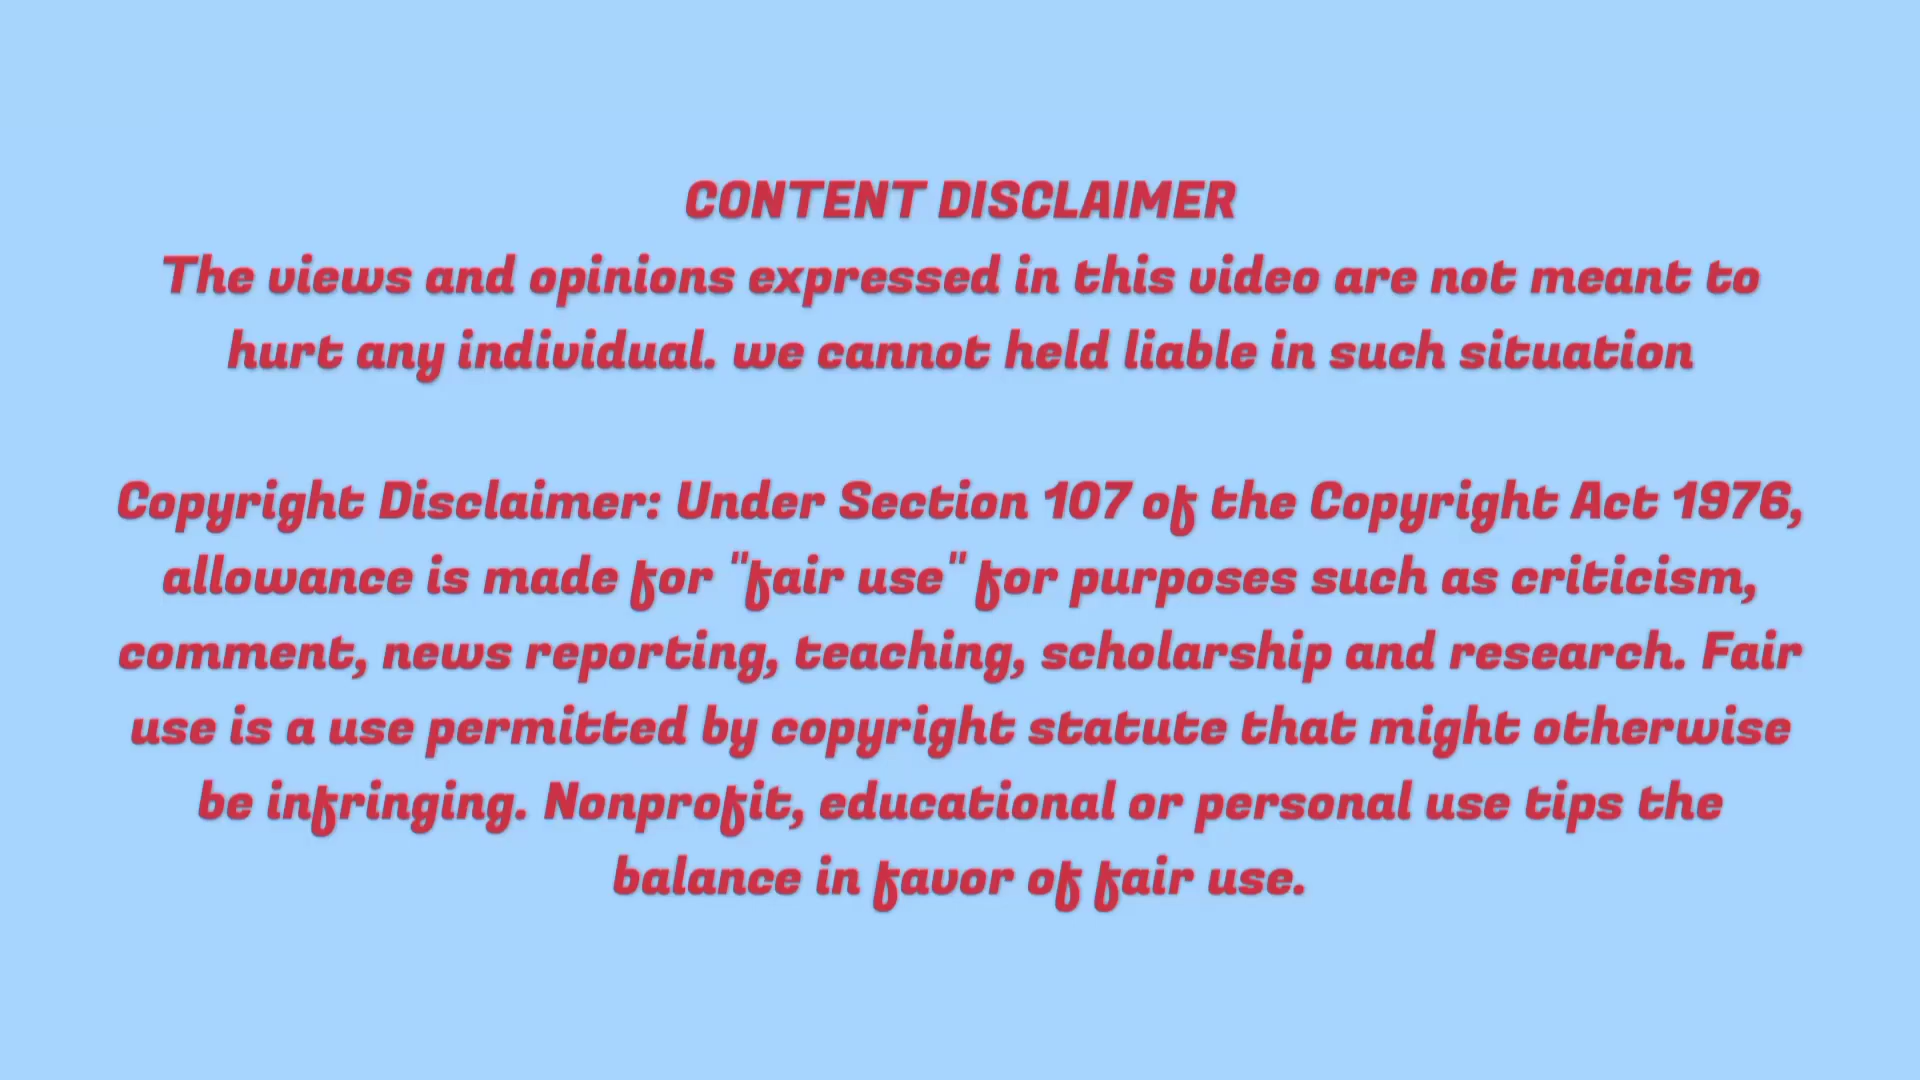 CONTENT DISCLAIMER
The views and opinions expressed in this video are not meant to
hurt any individual. we cannot held liable in such situation
Copyright Disclaimer: Under Section 107 of the Copyright Act 1976,
allowance is made for "fair use" for purposes such as criticism,
comment, news reporting, teaching, scholarship and research. Fair
use is a use permitted by copyright statute that might otherwise
be infringing. Nonprofit, educational or personal use tips the
balance in favor of fair use.